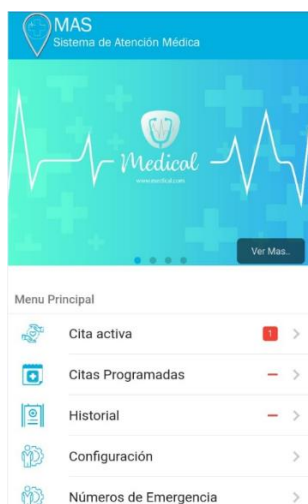 MAS
Sistema de Atención Médica
Medical
Ver Mas..
Menu Principal
Cita activa 1
Citas Programadas
Historial
Configuración
Números de Emergencia